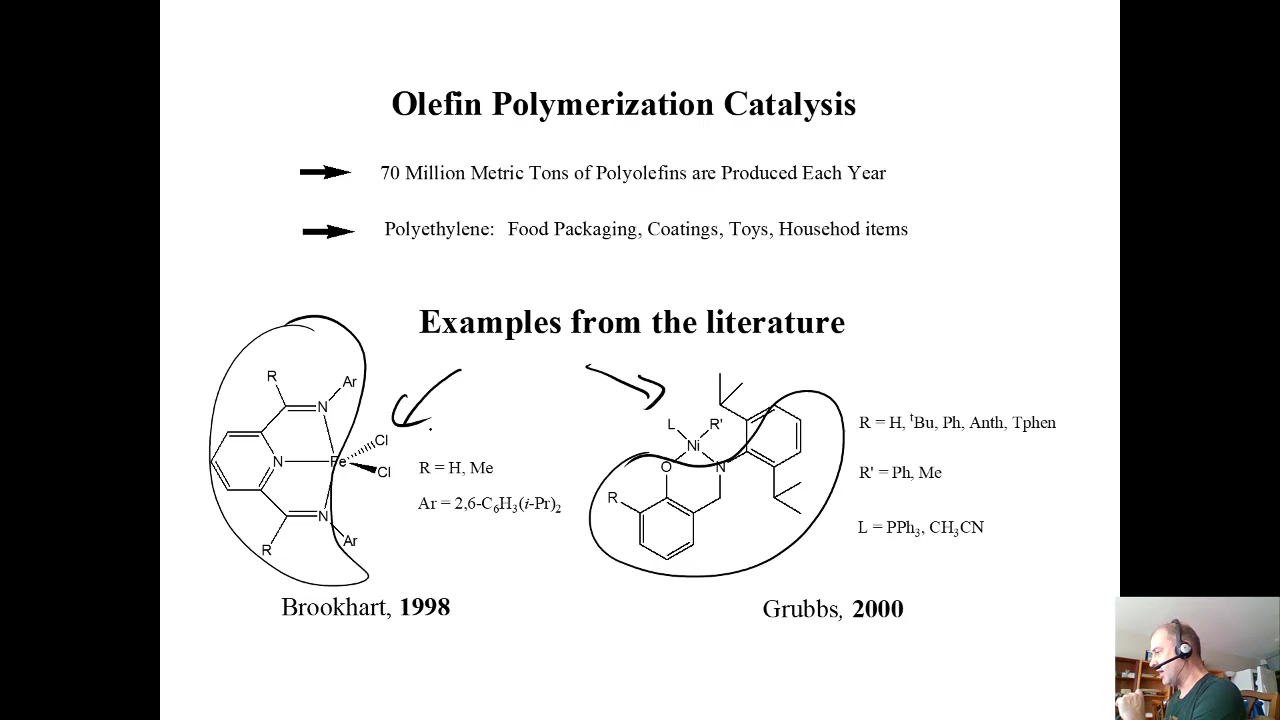 Olefin Polymerization Catalysis
70 Million Metric Tons of Polyolefins are Produced Each Year
Polyethylene: Food Packaging, Coatings, Toys, Househod items
Examples from the literature
R
Ar
N
Cl
N
Fe
Cl
N
R
Ar
R = H, Me
Ar = 2,6-C₆H₃(i-Pr)₂
L
R'
Ni
O
N
R
R = H, ᵗBu, Ph, Anth, Tphen
R' = Ph, Me
L = PPh₃, CH₃CN
Brookhart, 1998
Grubbs, 2000